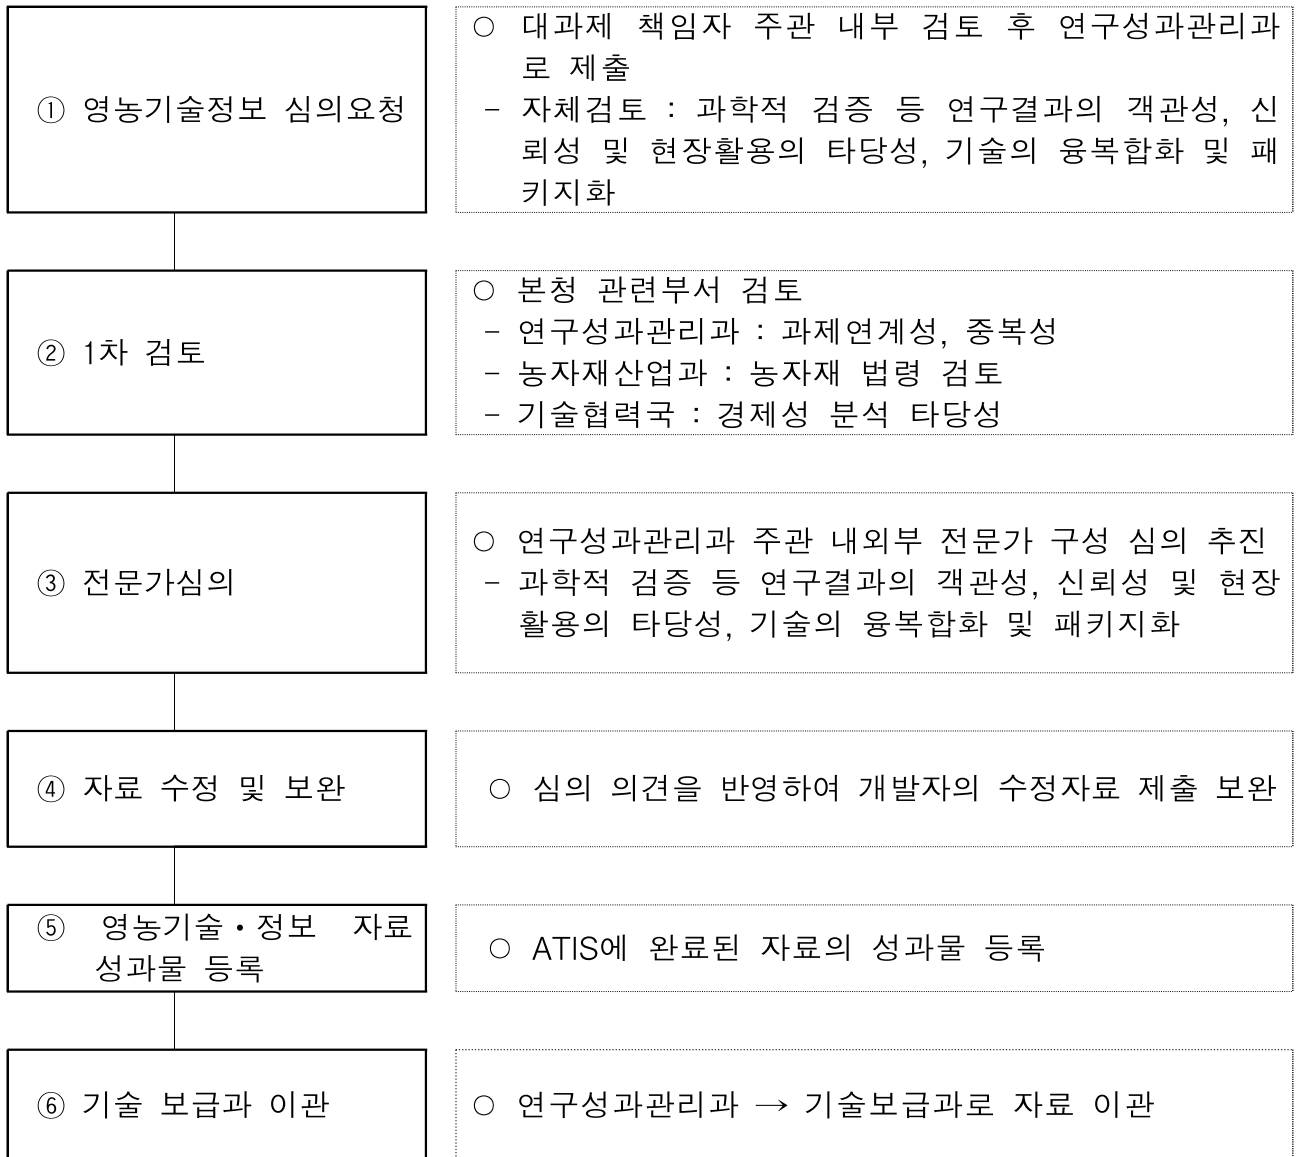 ① 영농기술정보 심의요청
○ 대과제 책임자 주관 내부 검토 후 연구성과관리과
로 제출
- 자체검토 : 과학적 검증 등 연구결과의 객관성, 신
뢰성 및 현장활용의 타당성, 기술의 융복합화 및 패
키지화
② 1차 검토
○ 본청 관련부서 검토
- 연구성과관리과 : 과제연계성, 중복성
- 농자재산업과 : 농자재 법령 검토
- 기술협력국 : 경제성 분석 타당성
③ 전문가심의
○ 연구성과관리과 주관 내외부 전문가 구성 심의 추진
- 과학적 검증 등 연구결과의 객관성, 신뢰성 및 현장
활용의 타당성, 기술의 융복합화 및 패키지화
④ 자료 수정 및 보완
○ 심의 의견을 반영하여 개발자의 수정자료 제출 보완
⑤ 영농기술・정보 자료
성과물 등록
○ ATIS에 완료된 자료의 성과물 등록
⑥ 기술 보급과 이관
○ 연구성과관리과 → 기술보급과로 자료 이관